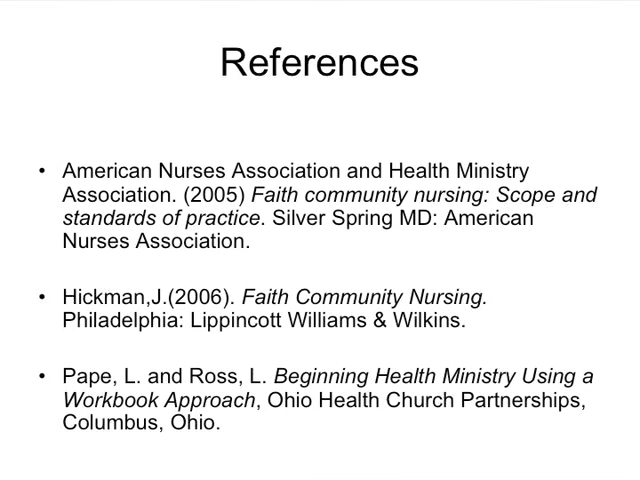 References
• American Nurses Association and Health Ministry
Association. (2005) Faith community nursing: Scope and
standards of practice. Silver Spring MD: American
Nurses Association.
• Hickman,J.(2006). Faith Community Nursing.
Philadelphia: Lippincott Williams & Wilkins.
• Pape, L. and Ross, L. Beginning Health Ministry Using a
Workbook Approach, Ohio Health Church Partnerships,
Columbus, Ohio.